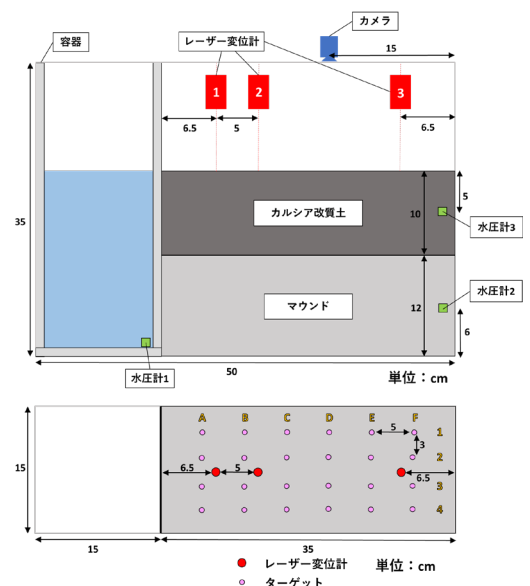 カメラ
容器
レーザー変位計
15
1
2
3
6.5
5
6.5
35
カルシア改質土
10
5
水圧計3
マウンド
12
水圧計2
6
水圧計1
50
単位：cm
A B C D E F
5
1
3
2
15
6.5
5
6.5
3
4
15
35
レーザー変位計
単位：cm
ターゲット